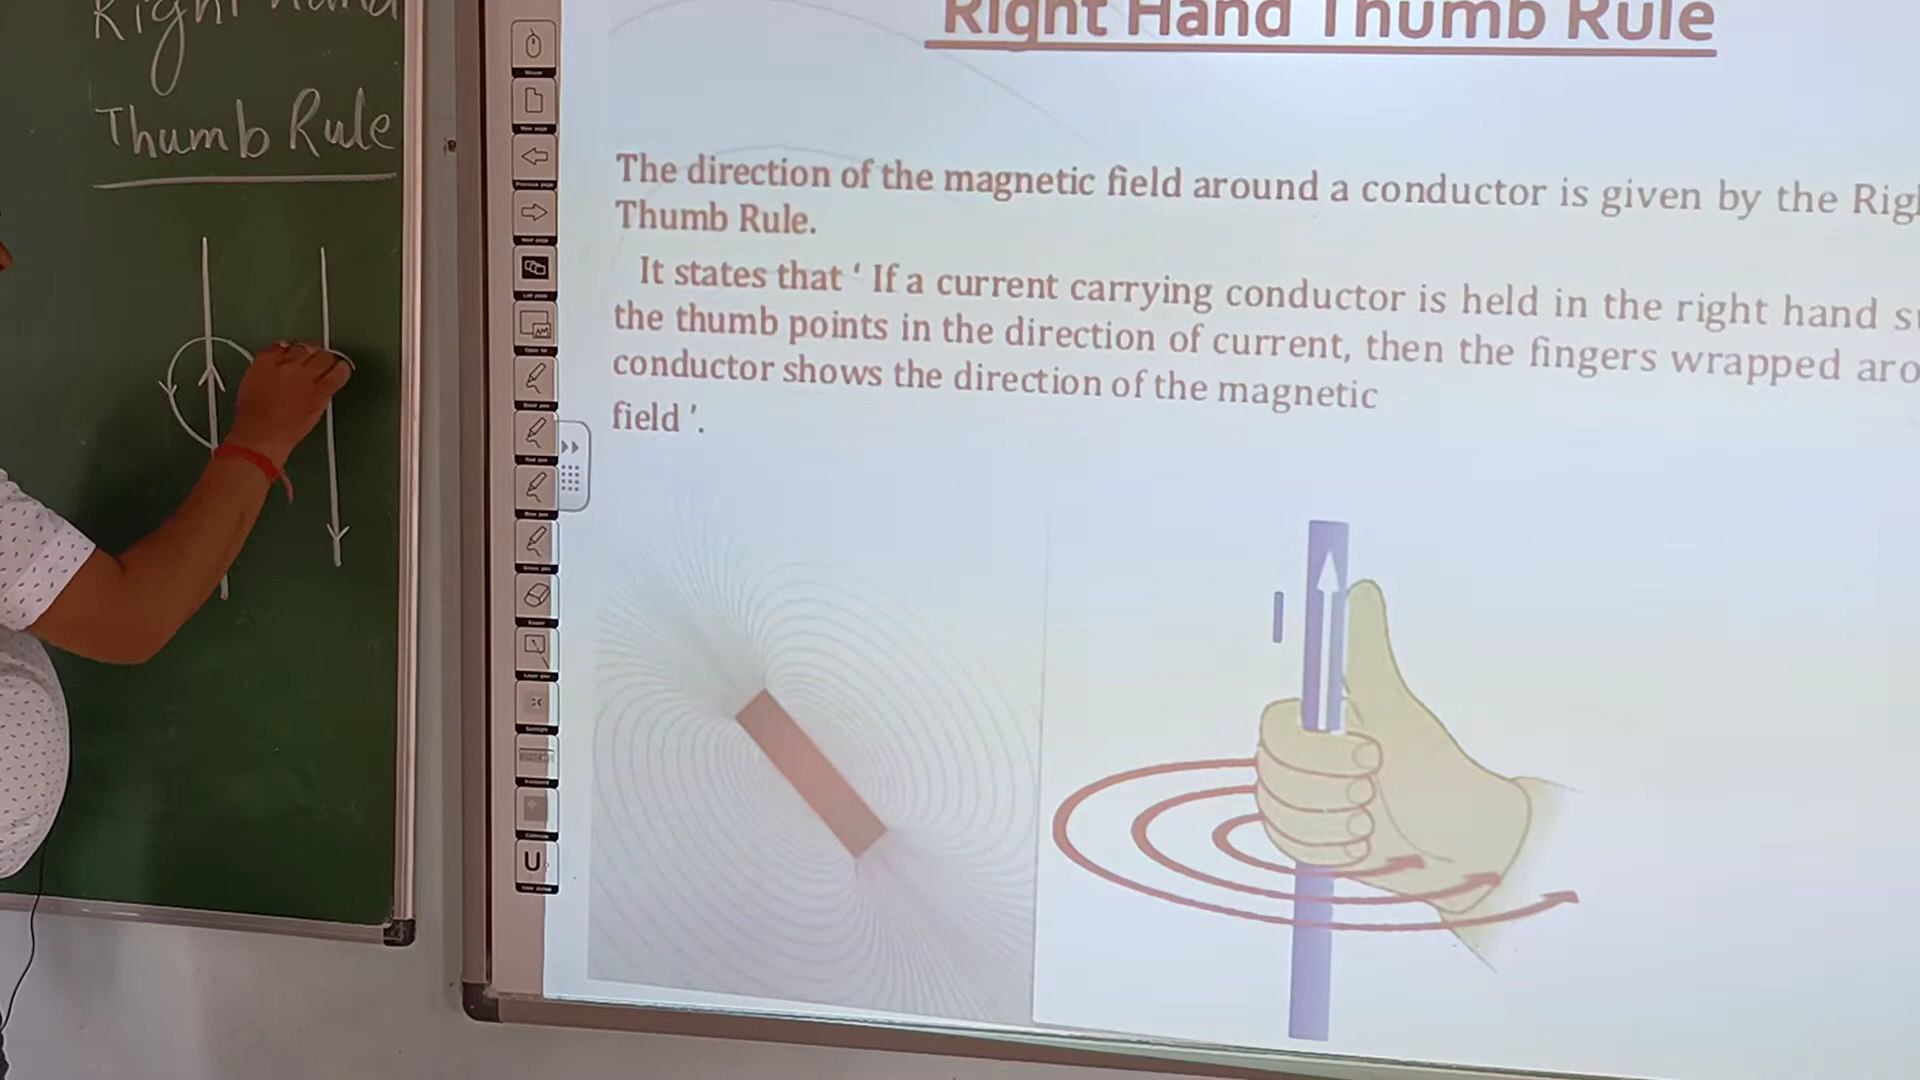 Right Hand
Thumb Rule
Right Hand Thumb Rule
The direction of the magnetic field around a conductor is given by the
Thumb Rule.
It states that ‘ If a current carrying conductor is held in the right hand
the thumb points in the direction of current, then the fingers wrapped
conductor shows the direction of the magnetic
field ’.
I
U